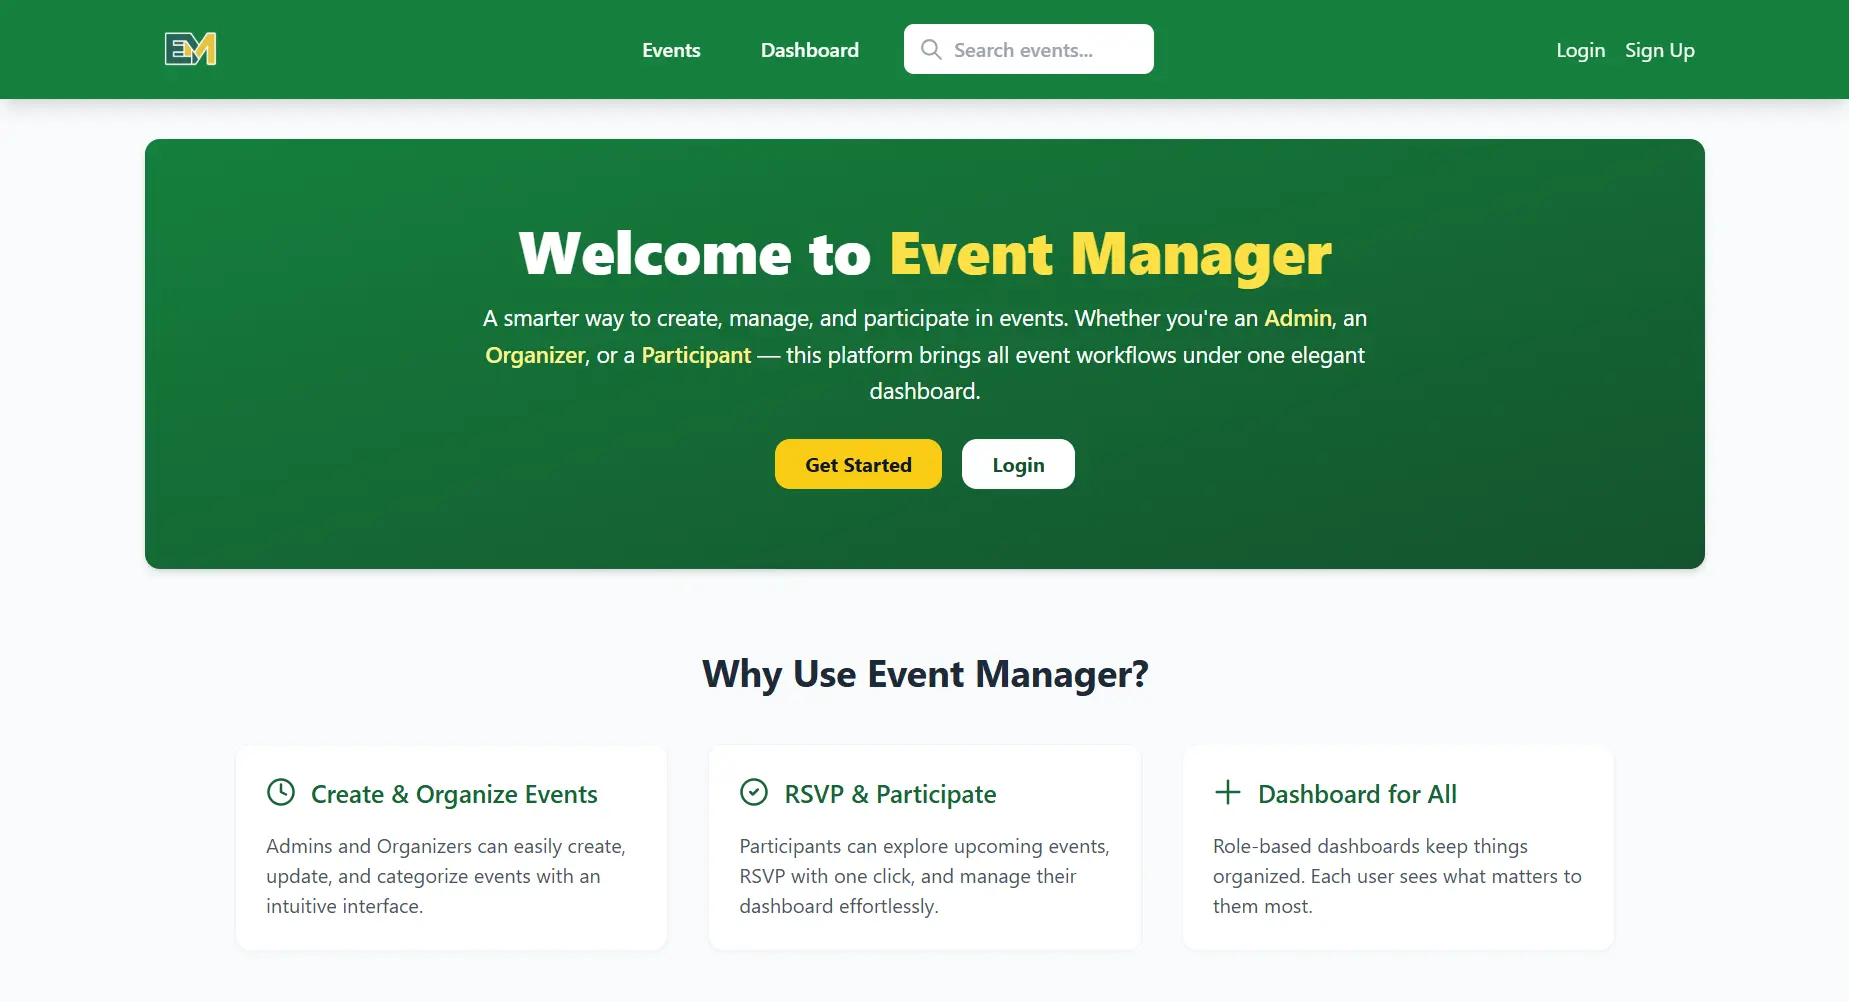 EM
Events
Dashboard
Search events...
Login
Sign Up
Welcome to Event Manager
A smarter way to create, manage, and participate in events. Whether you're an Admin, an
Organizer, or a Participant — this platform brings all event workflows under one elegant
dashboard.
Get Started
Login
Why Use Event Manager?
Create & Organize Events
Admins and Organizers can easily create,
update, and categorize events with an
intuitive interface.
RSVP & Participate
Participants can explore upcoming events,
RSVP with one click, and manage their
dashboard effortlessly.
Dashboard for All
Role-based dashboards keep things
organized. Each user sees what matters to
them most.